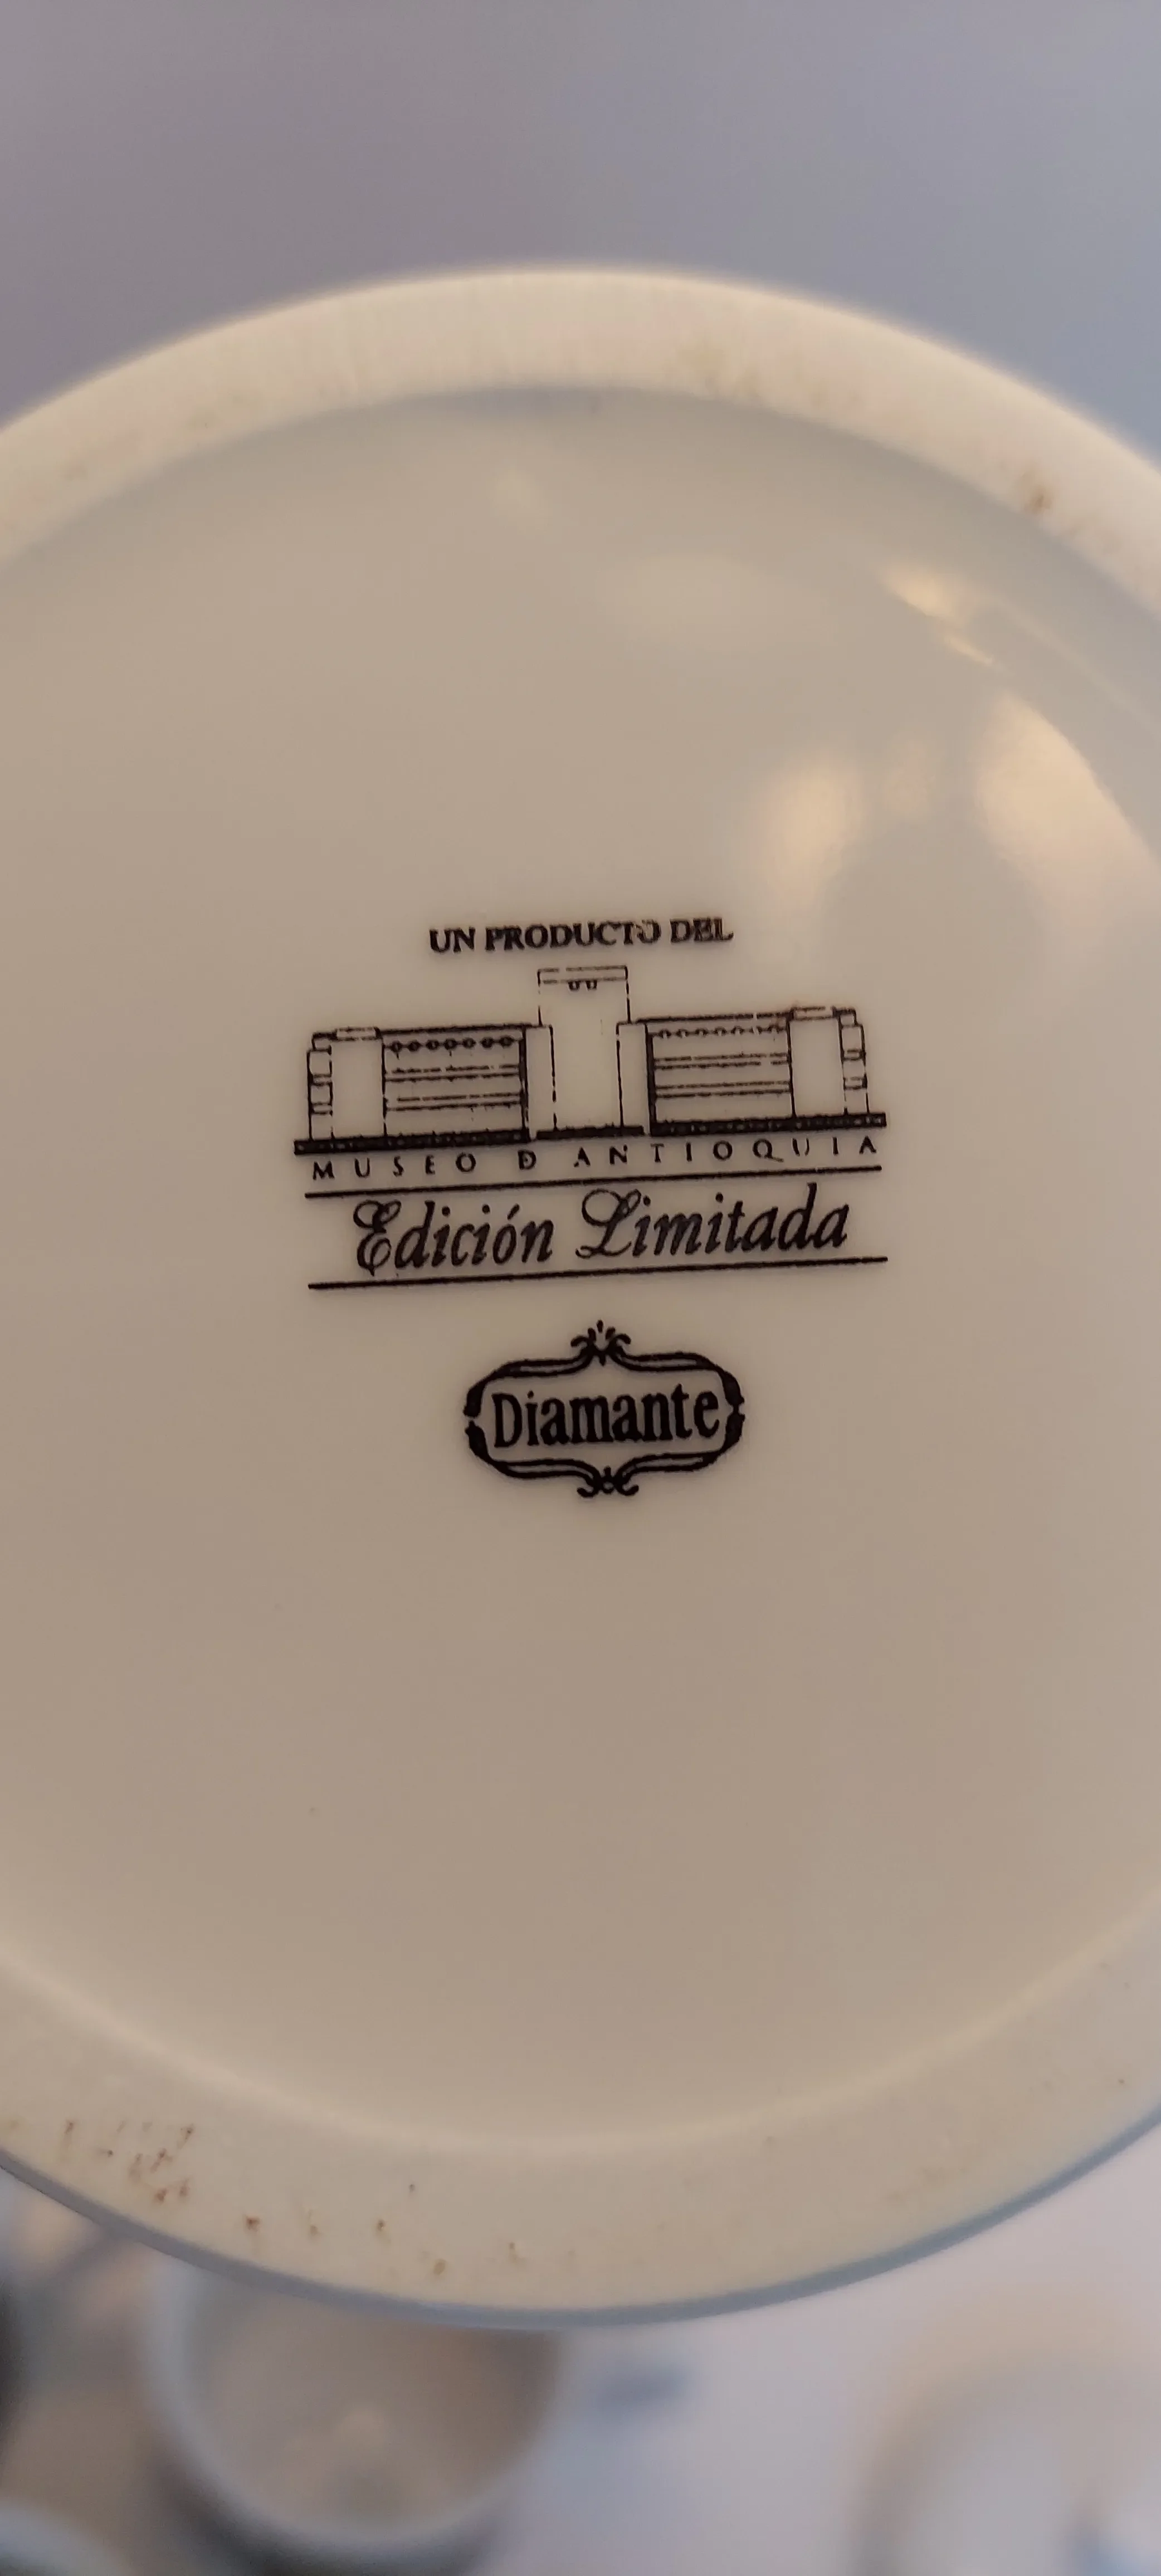 UN PRODUCTO DEL
MUSEO D ANTIOQUIA
Edición Limitada
Diamante